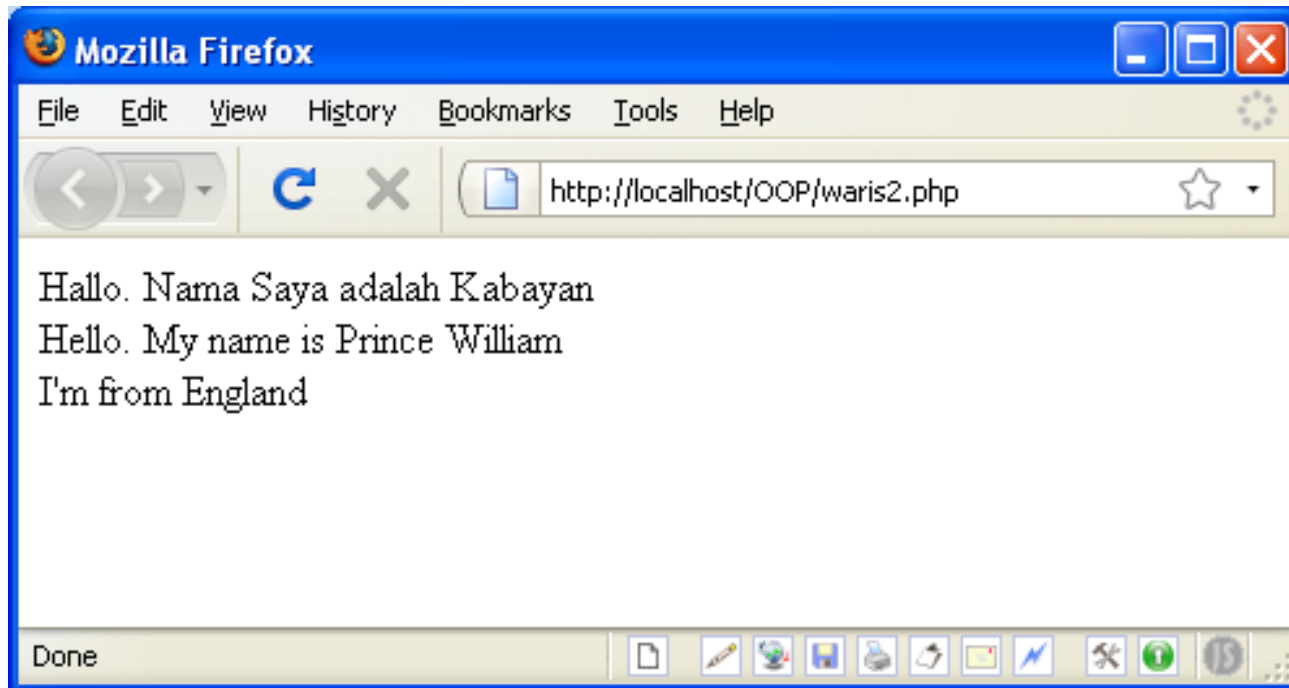 Mozilla Firefox
File Edit View History Bookmarks Tools Help
http://localhost/OOP/waris2.php
Hallo. Nama Saya adalah Kabayan
Hello. My name is Prince William
I'm from England
Done
JS